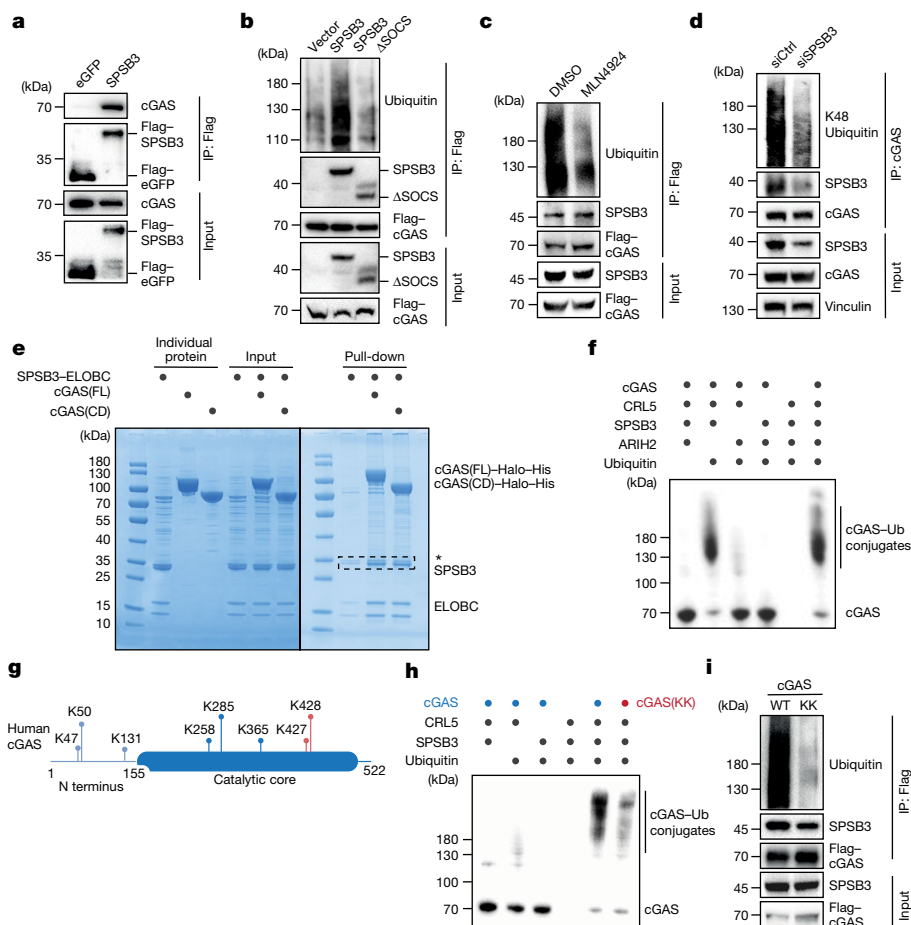 a
eGFP
SPSB3
(kDa)
70
cGAS
Flag–
SPSB3
35
Flag–
eGFP
IP: Flag
70
cGAS
Flag–
SPSB3
35
Flag–
eGFP
Input
b
Vector
SPSB3
SPSB3
ΔSOCS
(kDa)
180
130
110
Ubiquitin
SPSB3
40
ΔSOCS
70
Flag–
cGAS
IP: Flag
SPSB3
40
ΔSOCS
70
Flag–
cGAS
Input
c
DMSO
MLN4924
(kDa)
180
130
Ubiquitin
45
SPSB3
70
Flag–
cGAS
IP: Flag
45
SPSB3
70
Flag–
cGAS
Input
d
siCtrl
siSPSB3
(kDa)
180
130
K48
Ubiquitin
40
SPSB3
70
cGAS
IP: cGAS
40
SPSB3
70
cGAS
130
Vinculin
Input
e
Individual
protein
Input
Pull-down
SPSB3–ELOBC
cGAS(FL)
cGAS(CD)
(kDa)
180
130
100
70
55
40
35
25
15
10
cGAS(FL)–Halo–His
cGAS(CD)–Halo–His
*
SPSB3
ELOBC
f
cGAS
CRL5
SPSB3
ARIH2
Ubiquitin
(kDa)
180
130
100
70
cGAS–Ub
conjugates
cGAS
g
Human
cGAS
K50
K47
K131
K285
K258
K365
K428
K427
1
155
522
N terminus
Catalytic core
h
cGAS
cGAS(KK)
CRL5
SPSB3
Ubiquitin
(kDa)
180
130
100
70
cGAS–Ub
conjugates
cGAS
i
cGAS
(kDa)
WT
KK
180
130
Ubiquitin
45
SPSB3
70
Flag–
cGAS
IP: Flag
45
SPSB3
70
Flag–
cGAS
Input